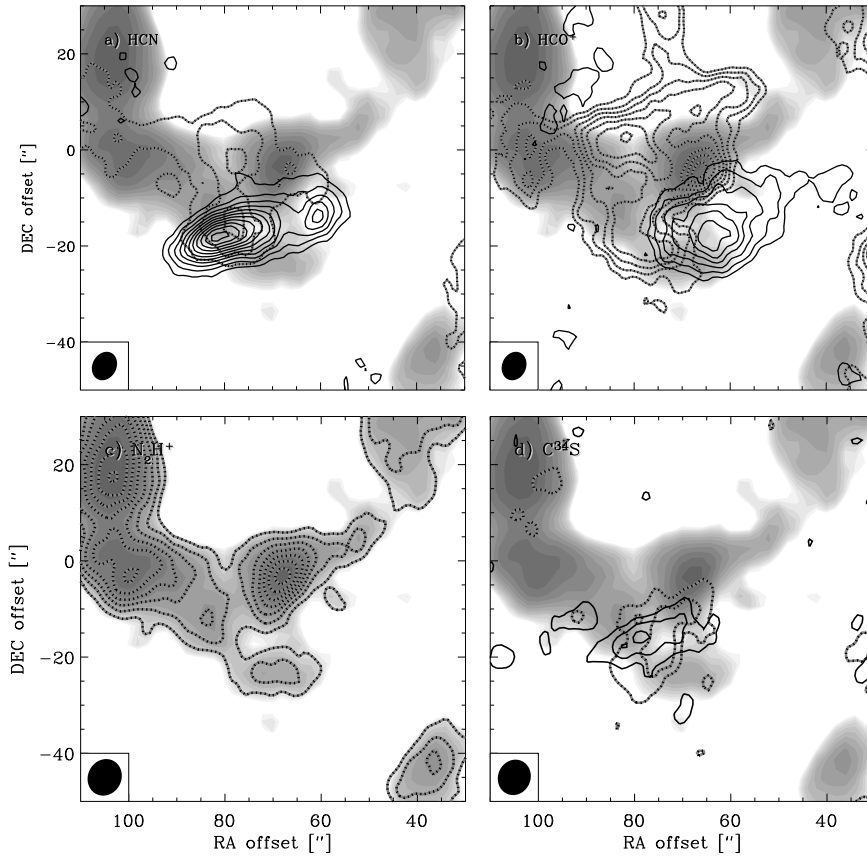 a) HCN
b) HCO+
20
0
−20
−40
DEC offset ["]
c) N2H+
d) C34S
20
0
−20
−40
DEC offset ["]
100 80 60 40
100 80 60 40
RA offset ["]
RA offset ["]